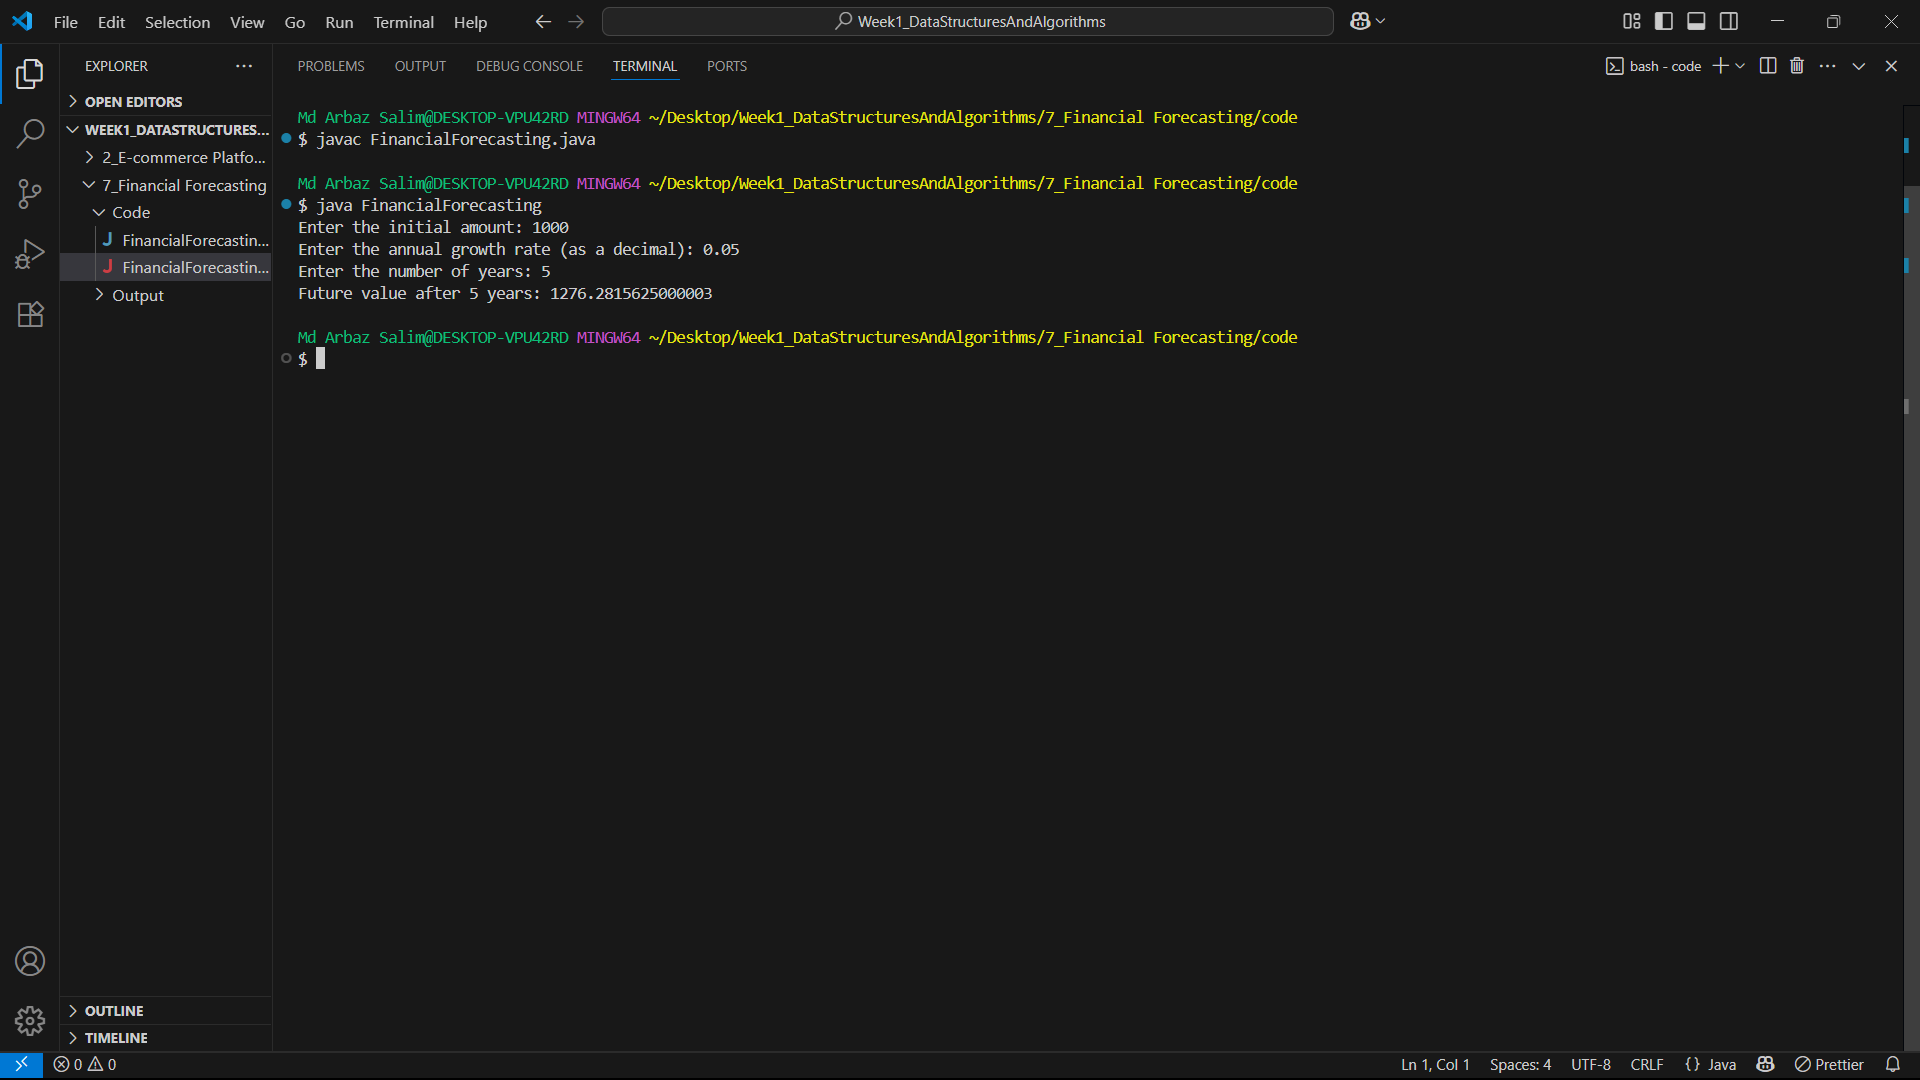 File Edit Selection View Go Run Terminal Help
Week1_DataStructuresAndAlgorithms
EXPLORER
OPEN EDITORS
WEEK1_DATASTRUCTURES...
2_E-commerce Platfo...
7_Financial Forecasting
Code
FinancialForecastin...
FinancialForecastin...
Output
OUTLINE
TIMELINE
PROBLEMS OUTPUT DEBUG CONSOLE TERMINAL PORTS
bash - code
Md Arbaz Salim@DESKTOP-VPU42RD MINGW64 ~/Desktop/Week1_DataStructuresAndAlgorithms/7_Financial Forecasting/code
$ javac FinancialForecasting.java
Md Arbaz Salim@DESKTOP-VPU42RD MINGW64 ~/Desktop/Week1_DataStructuresAndAlgorithms/7_Financial Forecasting/code
$ java FinancialForecasting
Enter the initial amount: 1000
Enter the annual growth rate (as a decimal): 0.05
Enter the number of years: 5
Future value after 5 years: 1276.2815625000003
Md Arbaz Salim@DESKTOP-VPU42RD MINGW64 ~/Desktop/Week1_DataStructuresAndAlgorithms/7_Financial Forecasting/code
$
0 0
Ln 1, Col 1 Spaces: 4 UTF-8 CRLF {} Java Prettier